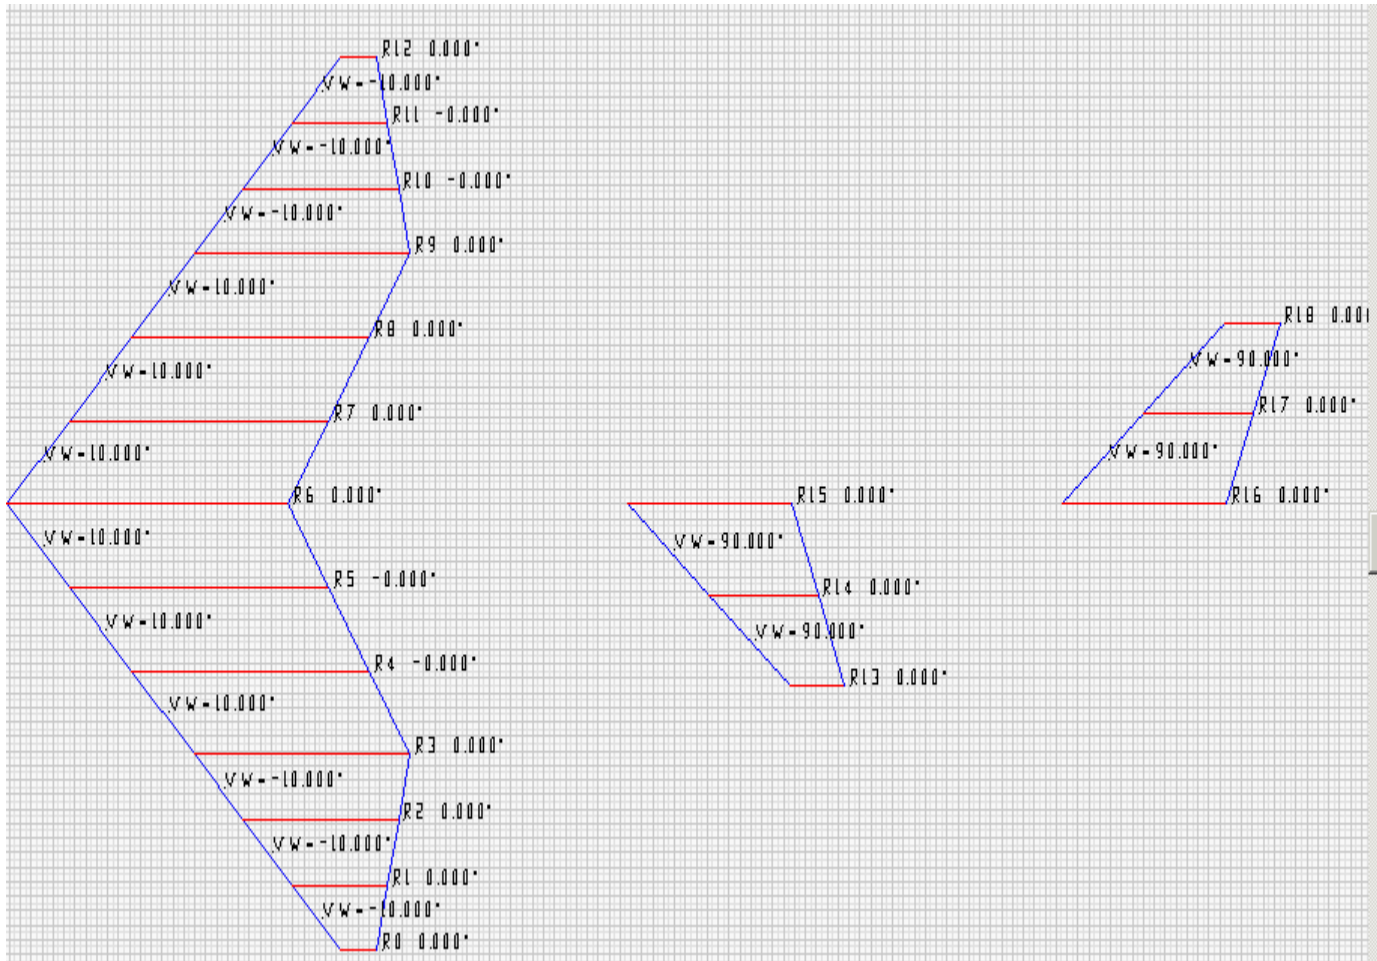 R12 0.000°
VW=-10.000°
R11 -0.000°
VW=-10.000°
R10 -0.000°
VW=-10.000°
R9 0.000°
VW=10.000°
R8 0.000°
VW=10.000°
R7 0.000°
VW=10.000°
R6 0.000°
VW=10.000°
R5 -0.000°
VW=10.000°
R4 -0.000°
VW=10.000°
R3 0.000°
VW=-10.000°
R2 0.000°
VW=-10.000°
R1 0.000°
VW=-10.000°
R0 0.000°
R15 0.000°
VW=90.000°
R14 0.000°
VW=90.000°
R13 0.000°
R18 0.00
VW=90.000°
R17 0.000°
VW=90.000°
R16 0.000°